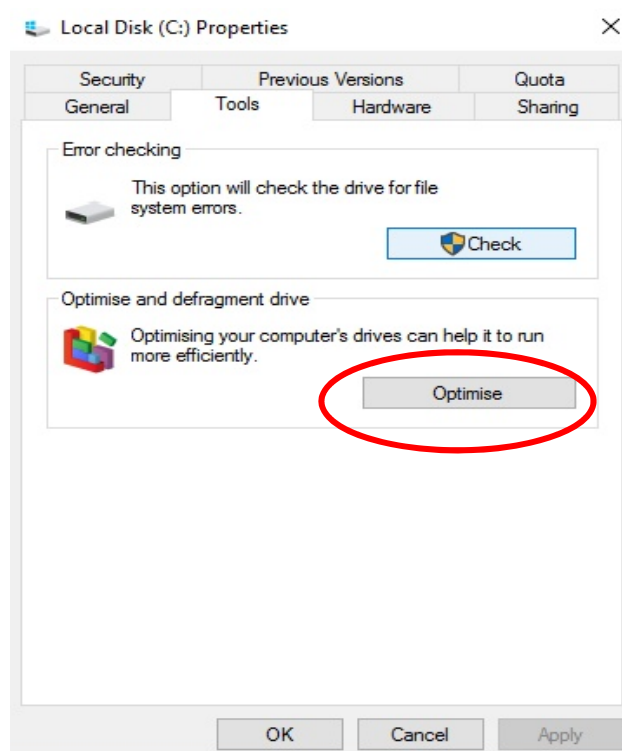 Local Disk (C:) Properties
Security Previous Versions Quota
General Tools Hardware Sharing
Error checking
This option will check the drive for file
system errors.
Check
Optimise and defragment drive
Optimising your computer's drives can help it to run
more efficiently.
Optimise
OK Cancel Apply